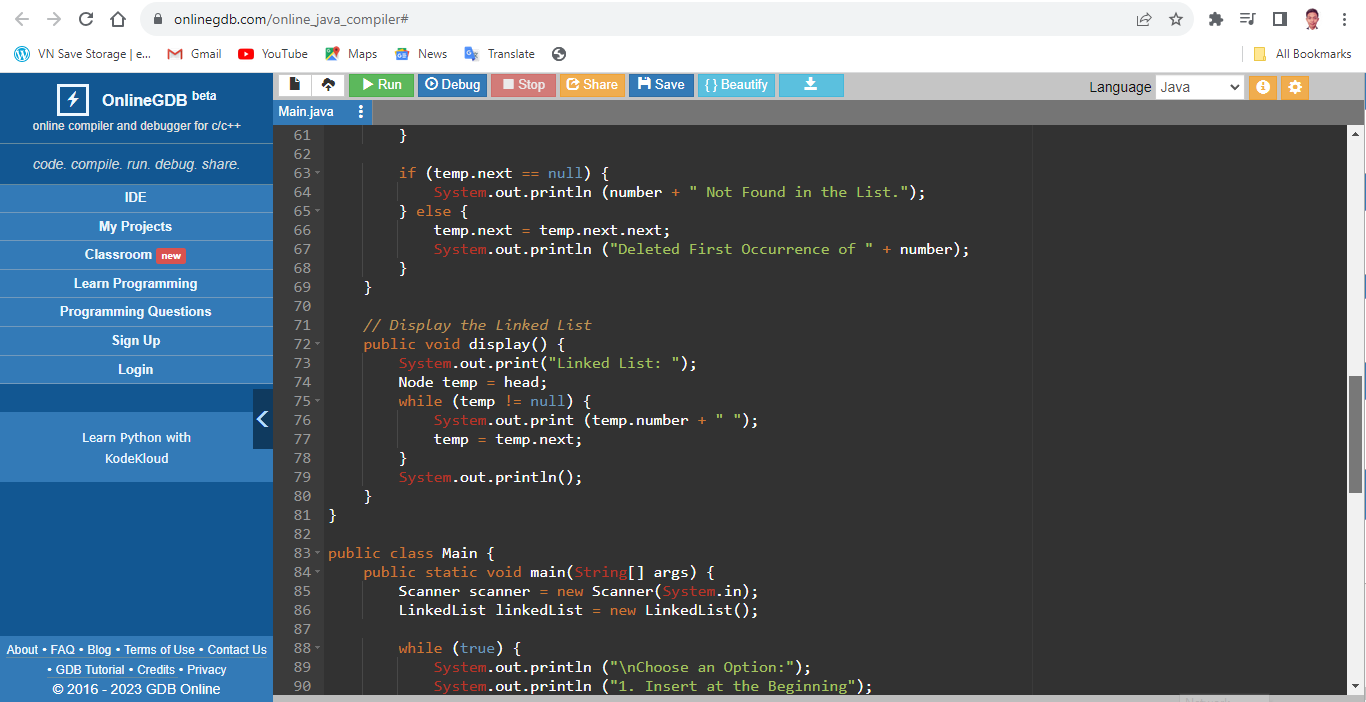 onlinegdb.com/online_java_compiler#
VN Save Storage | e... Gmail YouTube Maps News Translate All Bookmarks
OnlineGDB beta
online compiler and debugger for c/c++
code. compile. run. debug. share.
IDE
My Projects
Classroom new
Learn Programming
Programming Questions
Sign Up
Login
Learn Python with
KodeKloud
About • FAQ • Blog • Terms of Use • Contact Us
• GDB Tutorial • Credits • Privacy
© 2016 - 2023 GDB Online
Run Debug Stop Share Save { } Beautify Language Java
Main.java
61         }
62
63         if (temp.next == null) {
64             System.out.println (number + " Not Found in the List.");
65         } else {
66             temp.next = temp.next.next;
67             System.out.println ("Deleted First Occurrence of " + number);
68         }
69     }
70
71     // Display the Linked List
72     public void display() {
73         System.out.print("Linked List: ");
74         Node temp = head;
75         while (temp != null) {
76             System.out.print (temp.number + " ");
77             temp = temp.next;
78         }
79         System.out.println();
80     }
81 }
82
83 public class Main {
84     public static void main(String[] args) {
85         Scanner scanner = new Scanner(System.in);
86         LinkedList linkedList = new LinkedList();
87
88         while (true) {
89             System.out.println ("\nChoose an Option:");
90             System.out.println ("1. Insert at the Beginning");